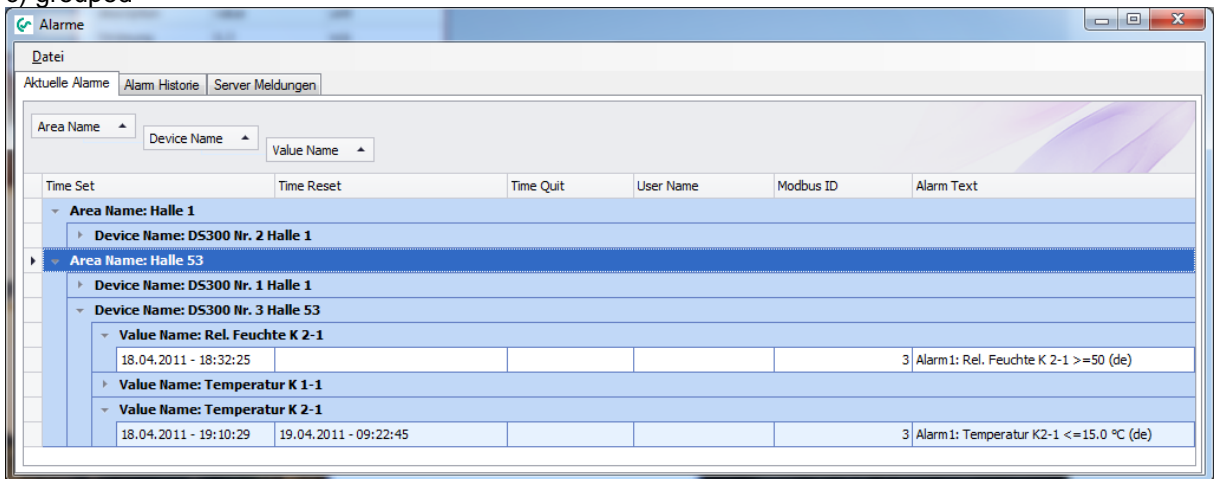 Alarme
Datei
Aktuelle Alarme Alarm Historie Server Meldungen
Area Name
Device Name
Value Name
Time Set Time Reset Time Quit User Name Modbus ID Alarm Text
Area Name: Halle 1
Device Name: DS300 Nr. 2 Halle 1
Area Name: Halle 53
Device Name: DS300 Nr. 1 Halle 1
Device Name: DS300 Nr. 3 Halle 53
Value Name: Rel. Feuchte K 2-1
18.04.2011 - 18:32:25 3 Alarm1: Rel. Feuchte K 2-1 >=50 (de)
Value Name: Temperatur K 1-1
Value Name: Temperatur K 2-1
18.04.2011 - 19:10:29 19.04.2011 - 09:22:45 3 Alarm1: Temperatur K2-1 <=15.0 °C (de)